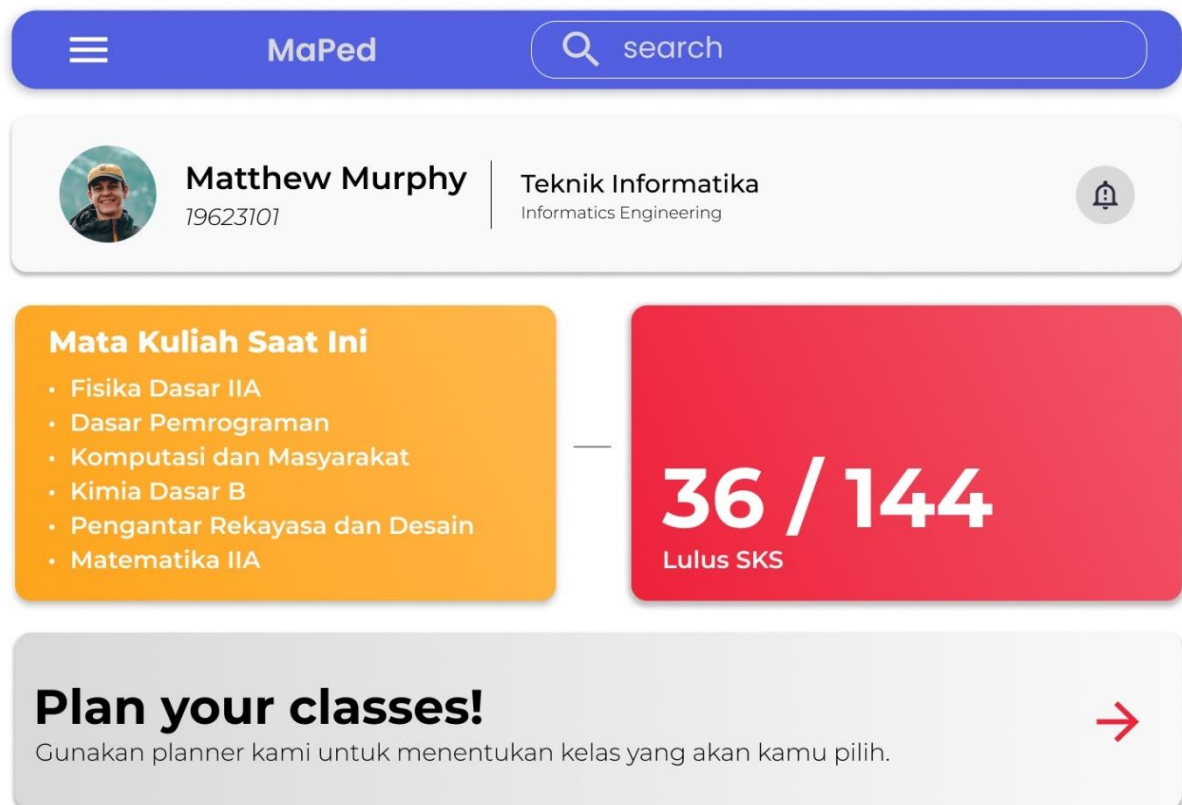 MaPed
search
Matthew Murphy
19623101
Teknik Informatika
Informatics Engineering
Mata Kuliah Saat Ini
• Fisika Dasar IIA
• Dasar Pemrograman
• Komputasi dan Masyarakat
• Kimia Dasar B
• Pengantar Rekayasa dan Desain
• Matematika IIA
36 / 144
Lulus SKS
Plan your classes!
Gunakan planner kami untuk menentukan kelas yang akan kamu pilih.